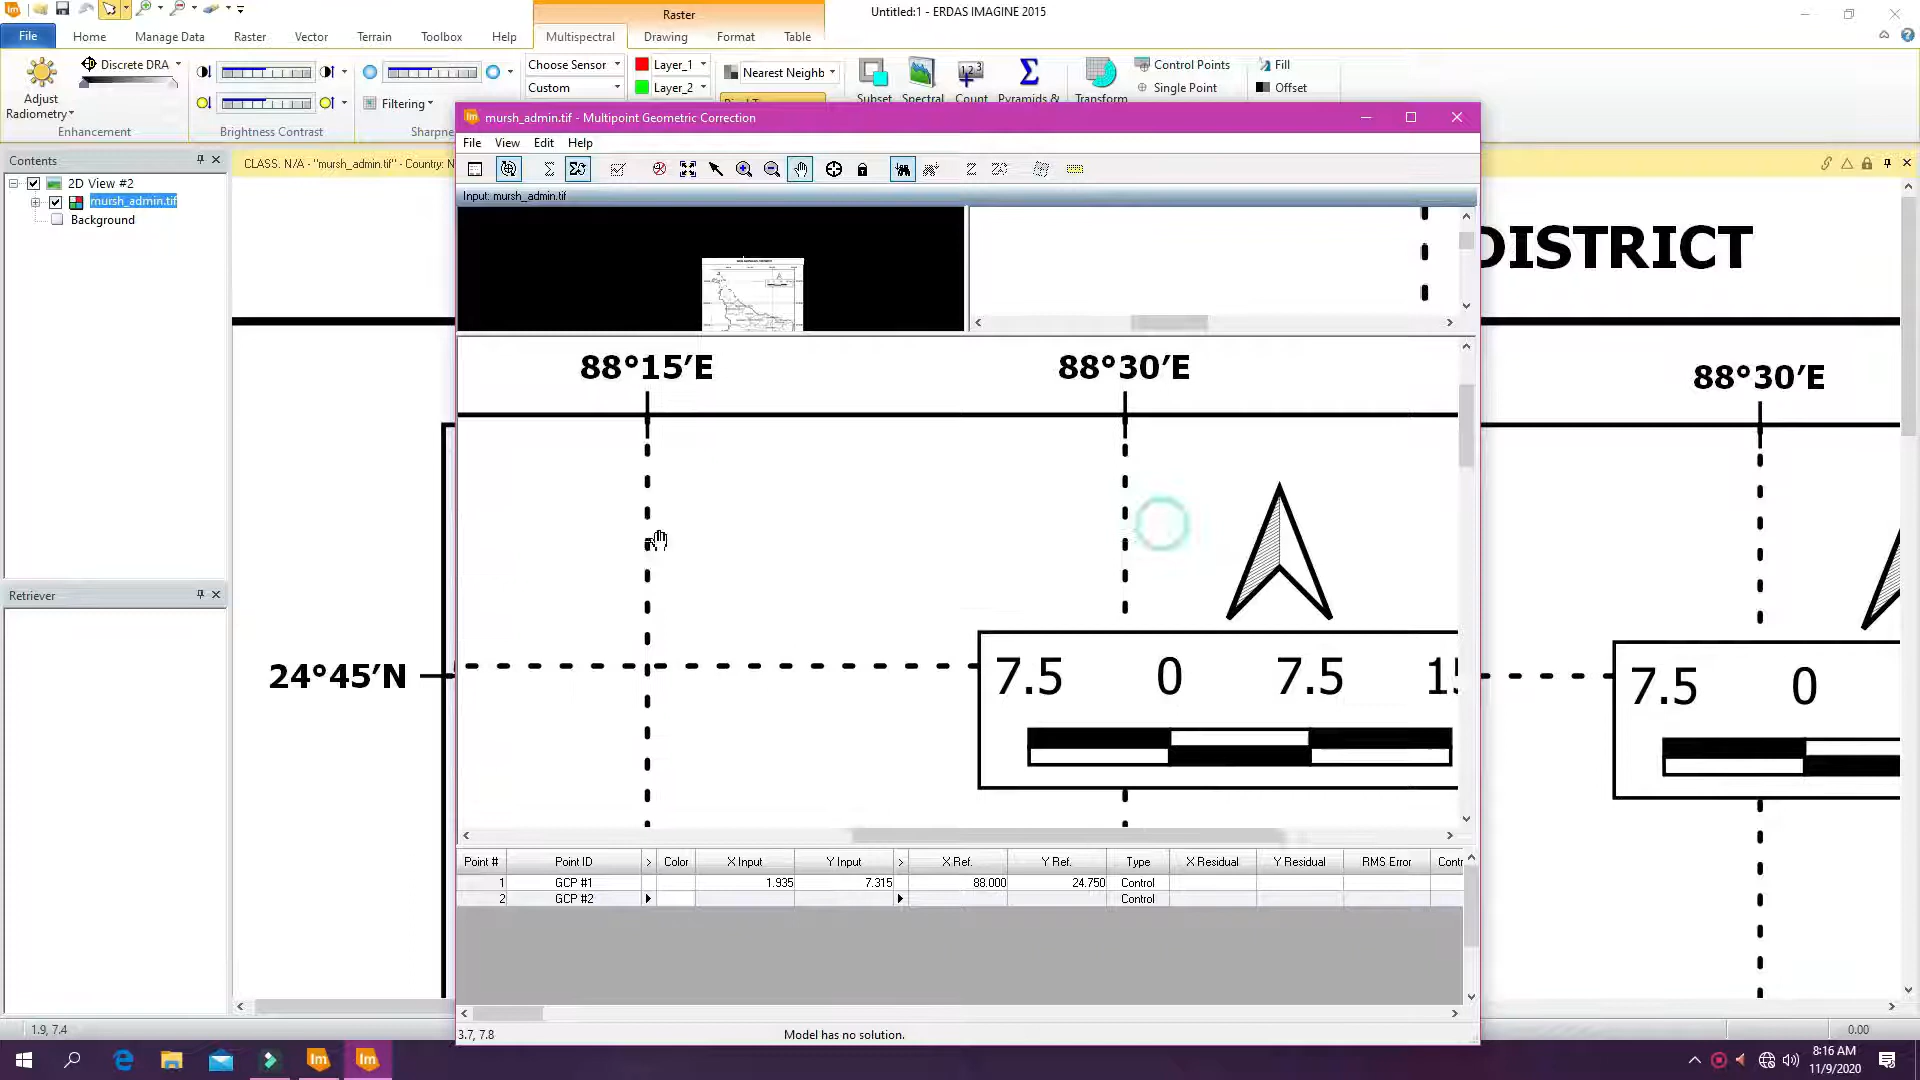 Raster
Untitled:1 - ERDAS IMAGINE 2015
File Home Manage Data Raster Vector Terrain Toolbox Help Multispectral Drawing Format Table
Discrete DRA
Adjust
Radiometry
Enhancement
Brightness Contrast
Filtering
Choose Sensor
Custom
Layer_1
Layer_2
Nearest Neighb
Subset Spectral Count Pyramids & Transform
Control Points
Single Point
Fill
Offset
mursh_admin.tif - Multipoint Geometric Correction
File View Edit Help
Contents
2D View #2
mursh_admin.tif
Background
CLASS: N/A - "mursh_admin.tif" - Country: N
Input: mursh_admin.tif
DISTRICT
88°15'E 88°30'E
88°30'E
Retriever
24°45'N
7.5 0 7.5 15
7.5 0
Point # Point ID > Color X Input Y Input > X Ref. Y Ref. Type X Residual Y Residual RMS Error Contr
1 GCP #1 1.935 7.315 88.000 24.750 Control
2 GCP #2 Control
1.9, 7.4
3.7, 7.8
Model has no solution.
0.00
8:16 AM
11/9/2020